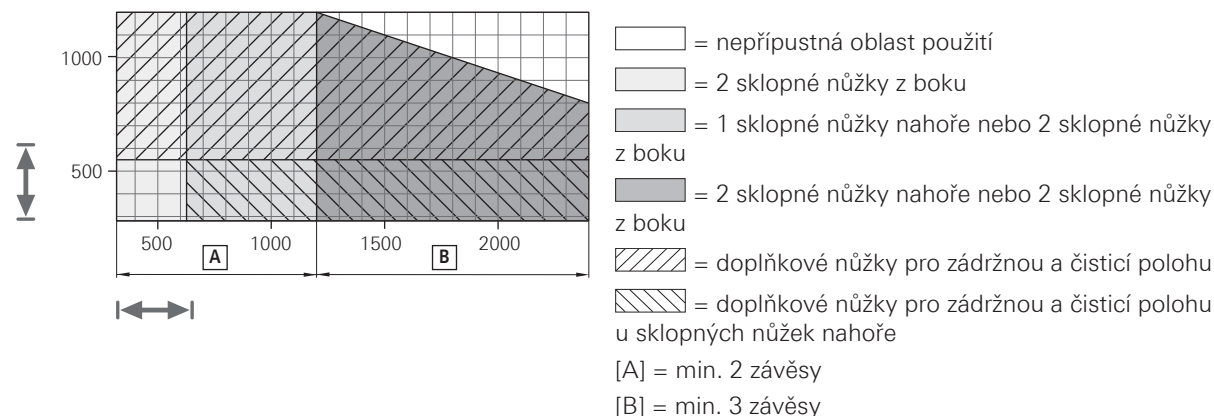 1000
500
500
1000
1500
2000
A
B
= nepřípustná oblast použití
= 2 sklopné nůžky z boku
= 1 sklopné nůžky nahoře nebo 2 sklopné nůžky
z boku
= 2 sklopné nůžky nahoře nebo 2 sklopné nůžky
z boku
= doplňkové nůžky pro zádržnou a čisticí polohu
= doplňkové nůžky pro zádržnou a čisticí polohu
u sklopných nůžek nahoře
[A] = min. 2 závěsy
[B] = min. 3 závěsy